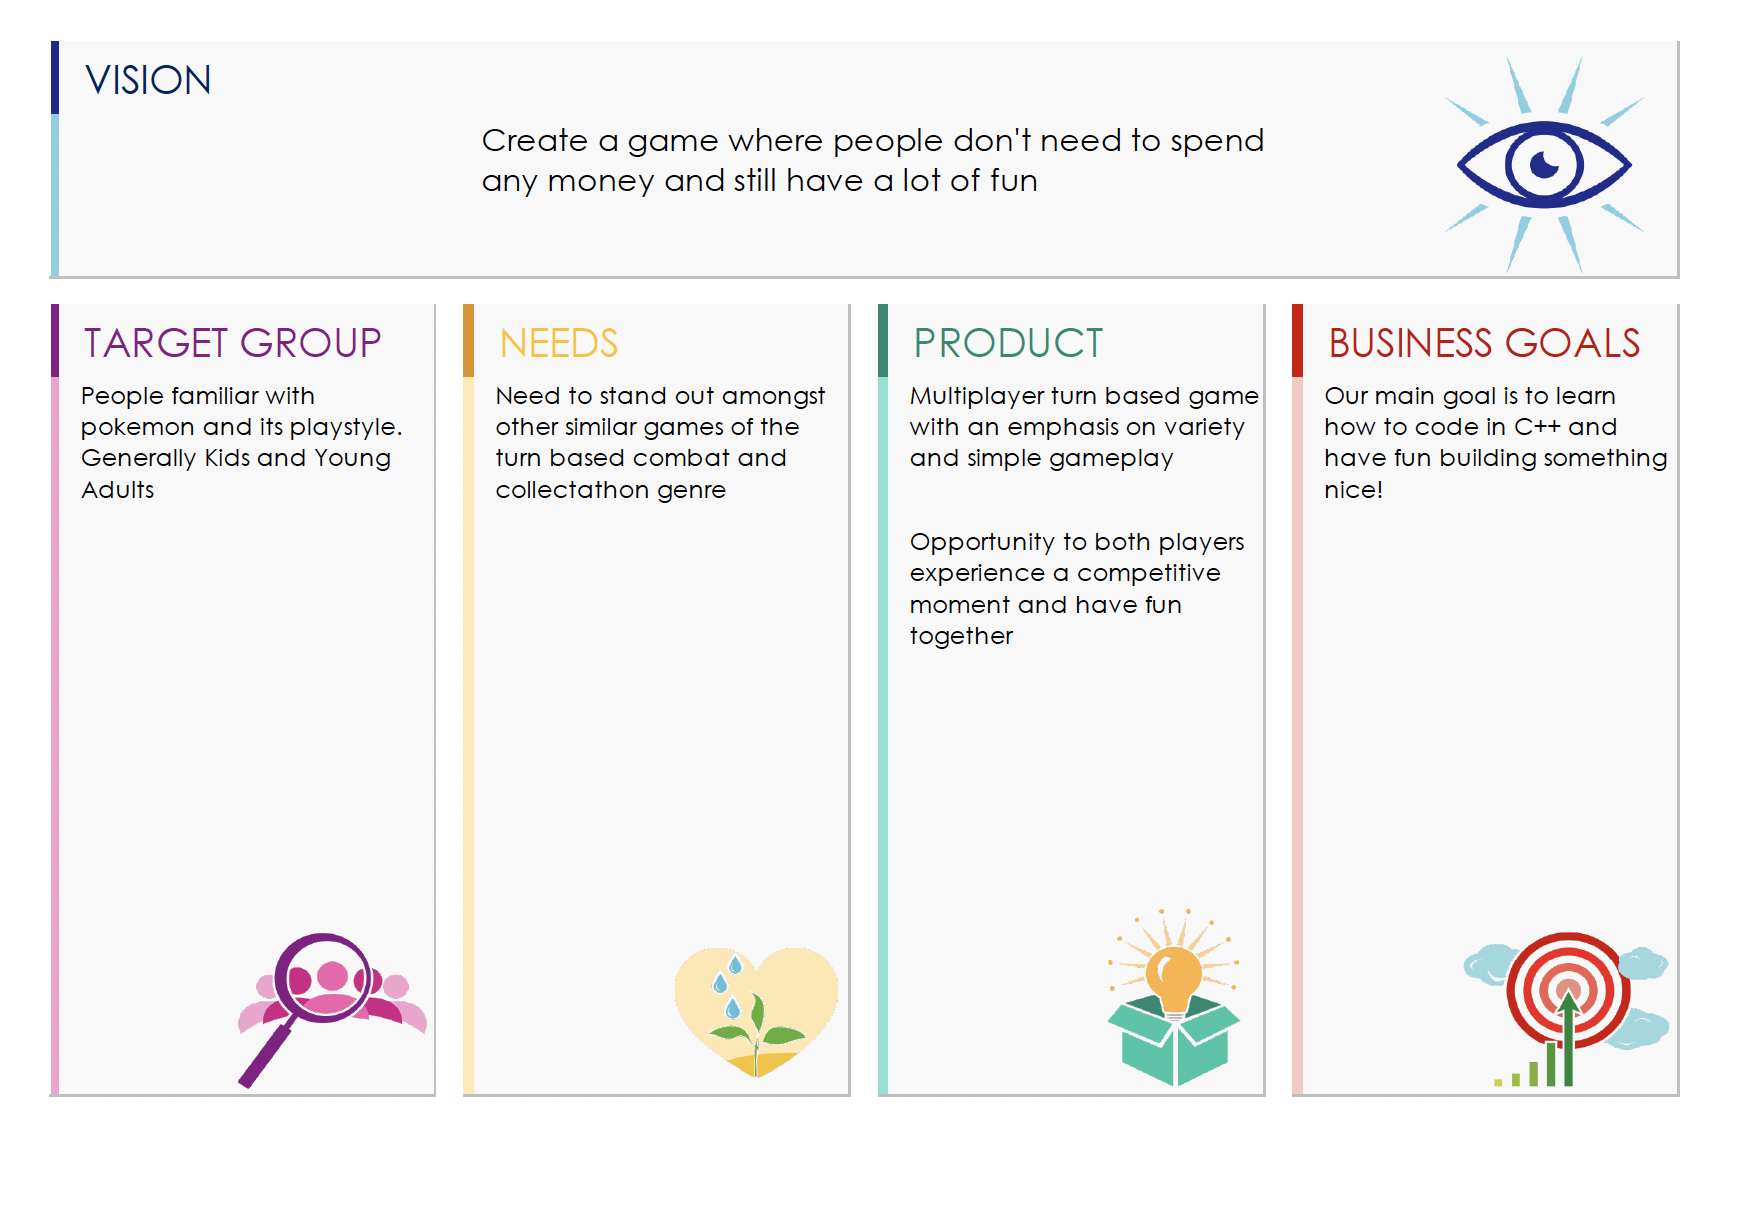 VISION
Create a game where people don't need to spend
any money and still have a lot of fun
TARGET GROUP
People familiar with
pokemon and its playstyle.
Generally Kids and Young
Adults
NEEDS
Need to stand out amongst
other similar games of the
turn based combat and
collectathon genre
PRODUCT
Multiplayer turn based game
with an emphasis on variety
and simple gameplay
Opportunity to both players
experience a competitive
moment and have fun
together
BUSINESS GOALS
Our main goal is to learn
how to code in C++ and
have fun building something
nice!